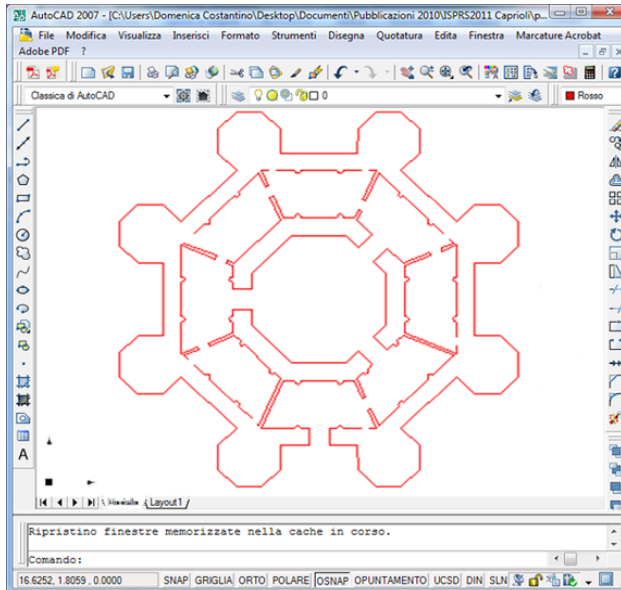 AutoCAD 2007 - [C:\Users\Domenica Costantino\Desktop\Documenti\Pubblicazioni 2010\ISPRS2011 Caprioli\p...
File Modifica Visualizza Inserisci Formato Strumenti Disegna Quotatura Edita Finestra Marcature Acrobat
Adobe PDF ?
Classica di AutoCAD 0 Rosso
A
Layout1
Ripristino finestre memorizzate nella cache in corso.
Comando:
16.6252, 1.8059, 0.0000 SNAP GRIGLIA ORTO POLARE OSNAP OPUNTAMENTO UCSD DIN SLN